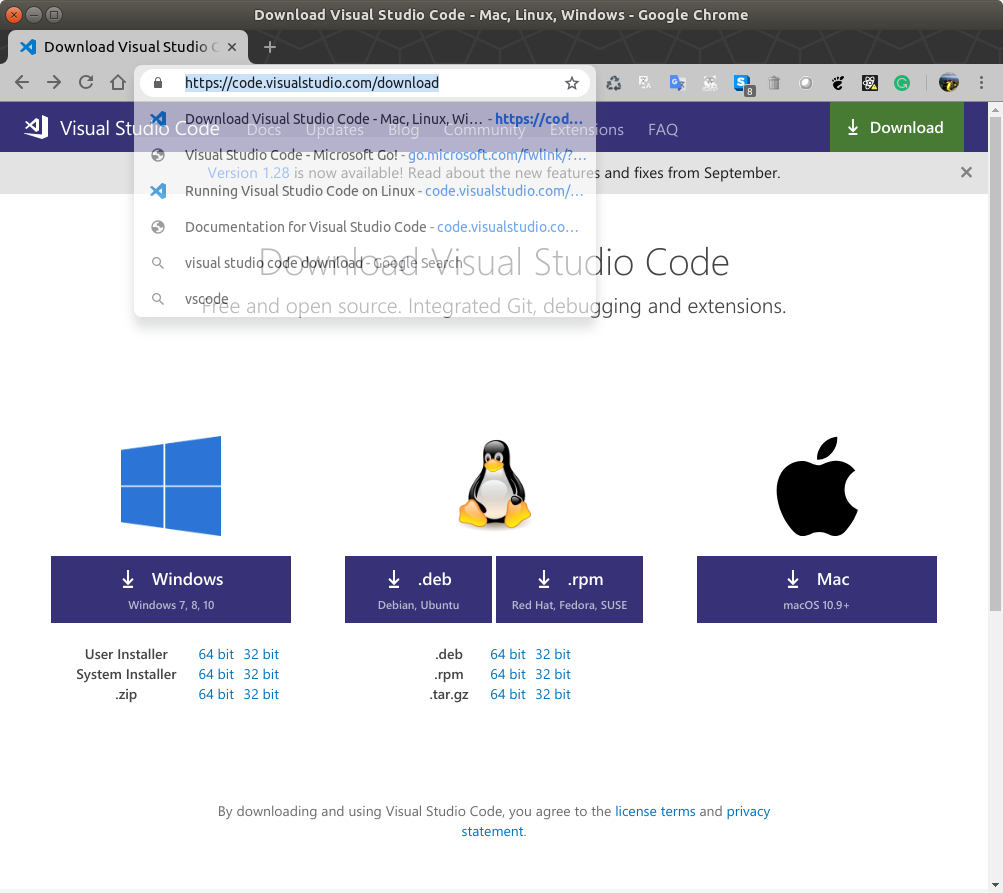 Download Visual Studio Code - Mac, Linux, Windows - Google Chrome
Download Visual Studio C
https://code.visualstudio.com/download
8
Download Visual Studio Code - Mac, Linux, Wi… - https://cod…
Visual Studio Code Docs Updates Blog Community Extensions FAQ Download
Visual Studio Code - Microsoft Go! - go.microsoft.com/fwlink/?…
Version 1.28 is now available! Read about the new features and fixes from September.
Running Visual Studio Code on Linux - code.visualstudio.com/…
Documentation for Visual Studio Code - code.visualstudio.co…
visual studio code download - Google Search
Download Visual Studio Code
vscode
Free and open source. Integrated Git, debugging and extensions.
Windows
Windows 7, 8, 10
.deb
Debian, Ubuntu
.rpm
Red Hat, Fedora, SUSE
Mac
macOS 10.9+
User Installer 64 bit 32 bit
System Installer 64 bit 32 bit
.zip 64 bit 32 bit
.deb 64 bit 32 bit
.rpm 64 bit 32 bit
.tar.gz 64 bit 32 bit
By downloading and using Visual Studio Code, you agree to the license terms and privacy
statement.